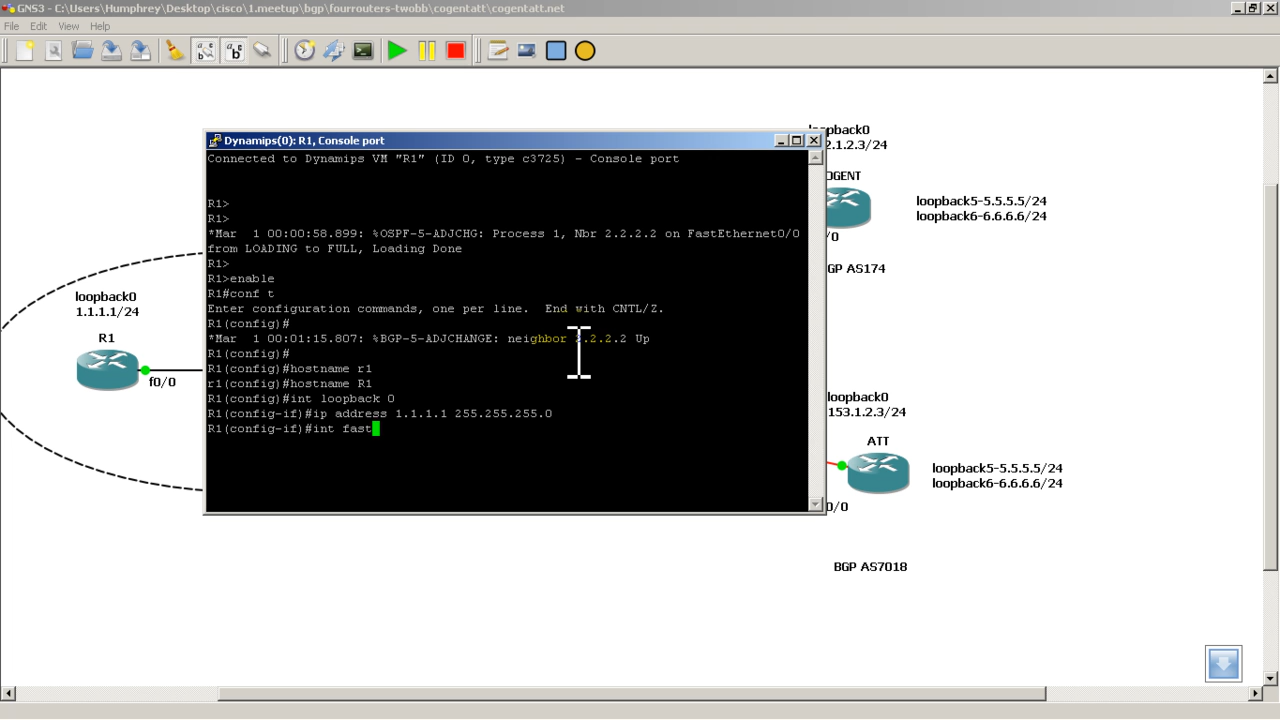 GNS3 - C:\Users\Humphrey\Desktop\cisco\1.meetup\bgp\fourrouters-twobb\cogentatt\cogentatt.net
File Edit View Help
Dynamips(0): R1, Console port
Connected to Dynamips VM "R1" (ID 0, type c3725) - Console port
R1>
R1>
*Mar  1 00:00:58.899: %OSPF-5-ADJCHG: Process 1, Nbr 2.2.2.2 on FastEthernet0/0
from LOADING to FULL, Loading Done
R1>
R1>enable
R1#conf t
Enter configuration commands, one per line.  End with CNTL/Z.
R1(config)#
*Mar  1 00:01:15.807: %BGP-5-ADJCHANGE: neighbor 2.2.2.2 Up
R1(config)#
R1(config)#hostname r1
r1(config)#hostname R1
R1(config)#int loopback 0
R1(config-if)#ip address 1.1.1.1 255.255.255.0
R1(config-if)#int fast
loopback0
1.1.1.1/24
R1
f0/0
loopback0
2.1.2.3/24
OGENT
loopback5-5.5.5.5/24
loopback6-6.6.6.6/24
/0
GP AS174
loopback0
153.1.2.3/24
ATT
loopback5-5.5.5.5/24
loopback6-6.6.6.6/24
0/0
BGP AS7018